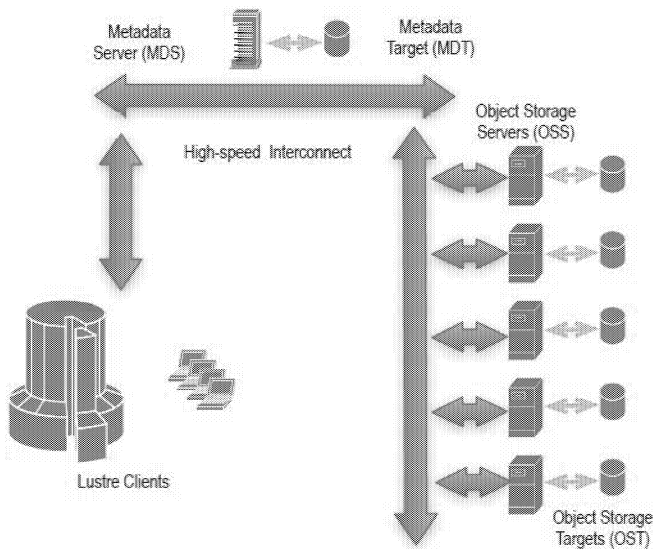 Metadata
Server (MDS)
Metadata
Target (MDT)
Object Storage
Servers (OSS)
High-speed Interconnect
Lustre Clients
Object Storage
Targets (OST)